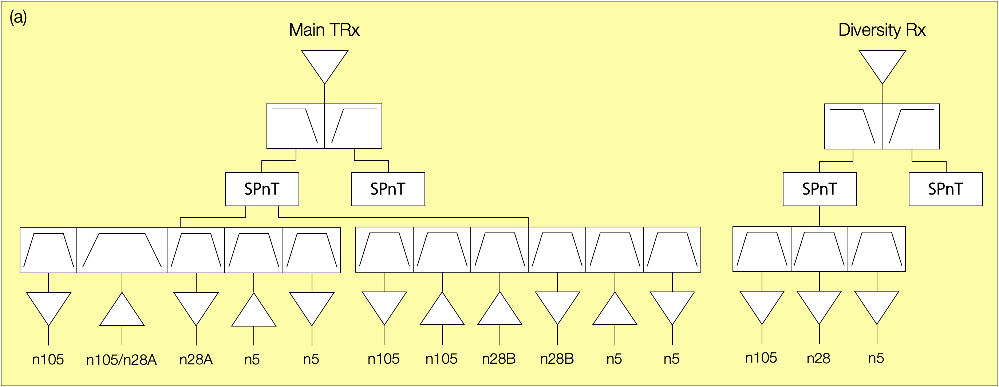 (a)
Main TRx
Diversity Rx
SPnT
SPnT
SPnT
SPnT
n105
n105/n28A
n28A
n5
n5
n105
n105
n28B
n28B
n5
n5
n105
n28
n5